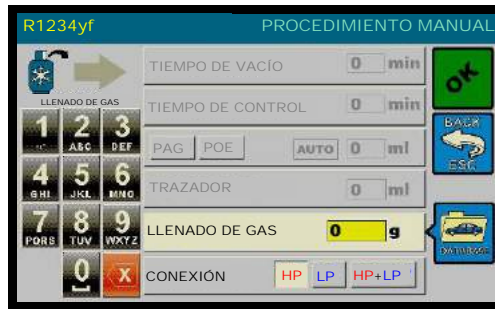 R1234yf PROCEDIMIENTO MANUAL
LLENADO DE GAS
TIEMPO DE VACÍO 0 min
TIEMPO DE CONTROL 0 min
PAG POE AUTO 0 ml
TRAZADOR 0 ml
LLENADO DE GAS 0 g
CONEXIÓN HP LP HP+LP
1 2 ABC 3 DEF
4 GHI 5 JKL 6 MNO
7 PQRS 8 TUV 9 WXYZ
0 X
OK
BACK
ESC
DATABASE